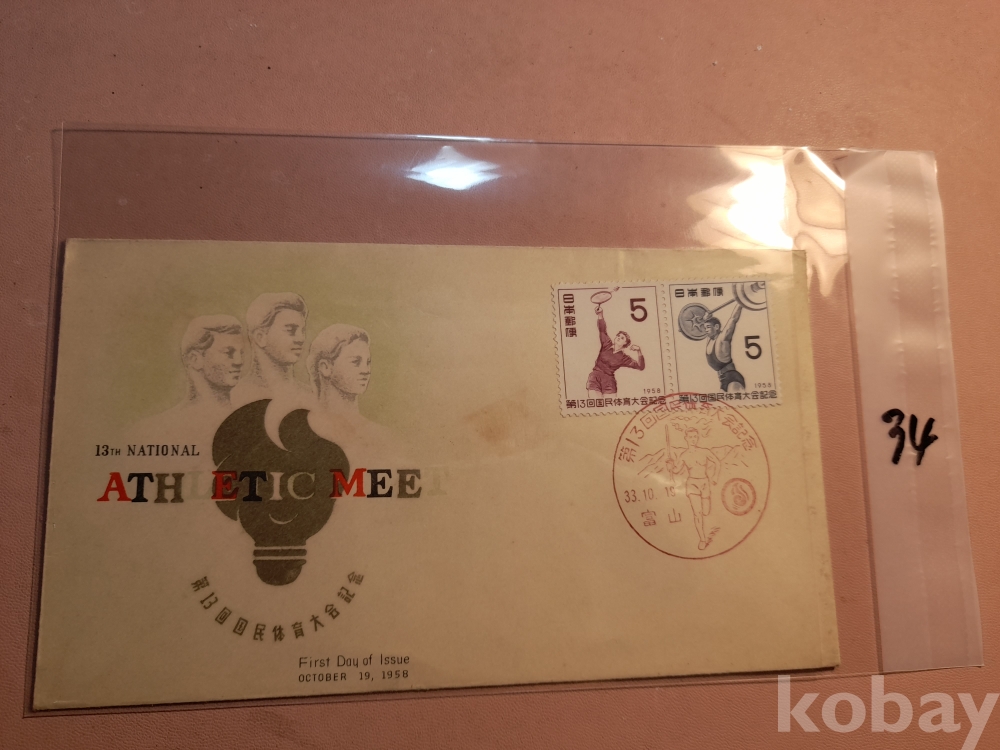 日本郵便
5
1958
第13回国民体育大会記念
日本郵便
5
1958
第13回国民体育大会記念
第13回国民体育大会記念
33.10.19
富山
13TH NATIONAL
ATHLETIC MEET
第13回国民体育大会記念
First Day of Issue
OCTOBER 19, 1958
34
kobay